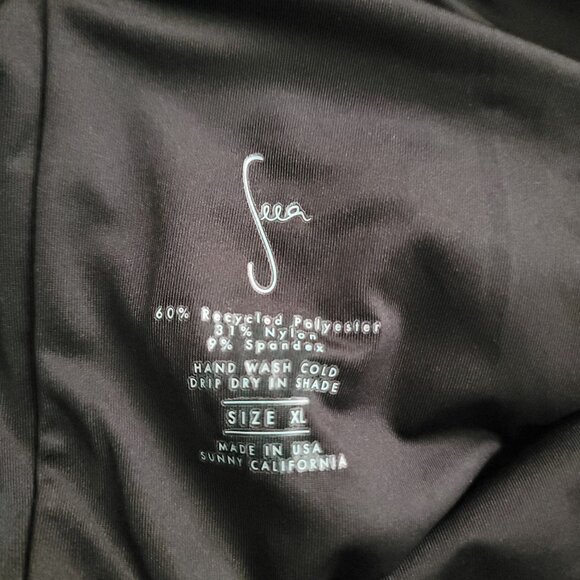 Seea
60% Recycled Polyester
31% Nylon
9% Spandex
HAND WASH COLD
DRIP DRY IN SHADE
SIZE XL
MADE IN USA
SUNNY CALIFORNIA